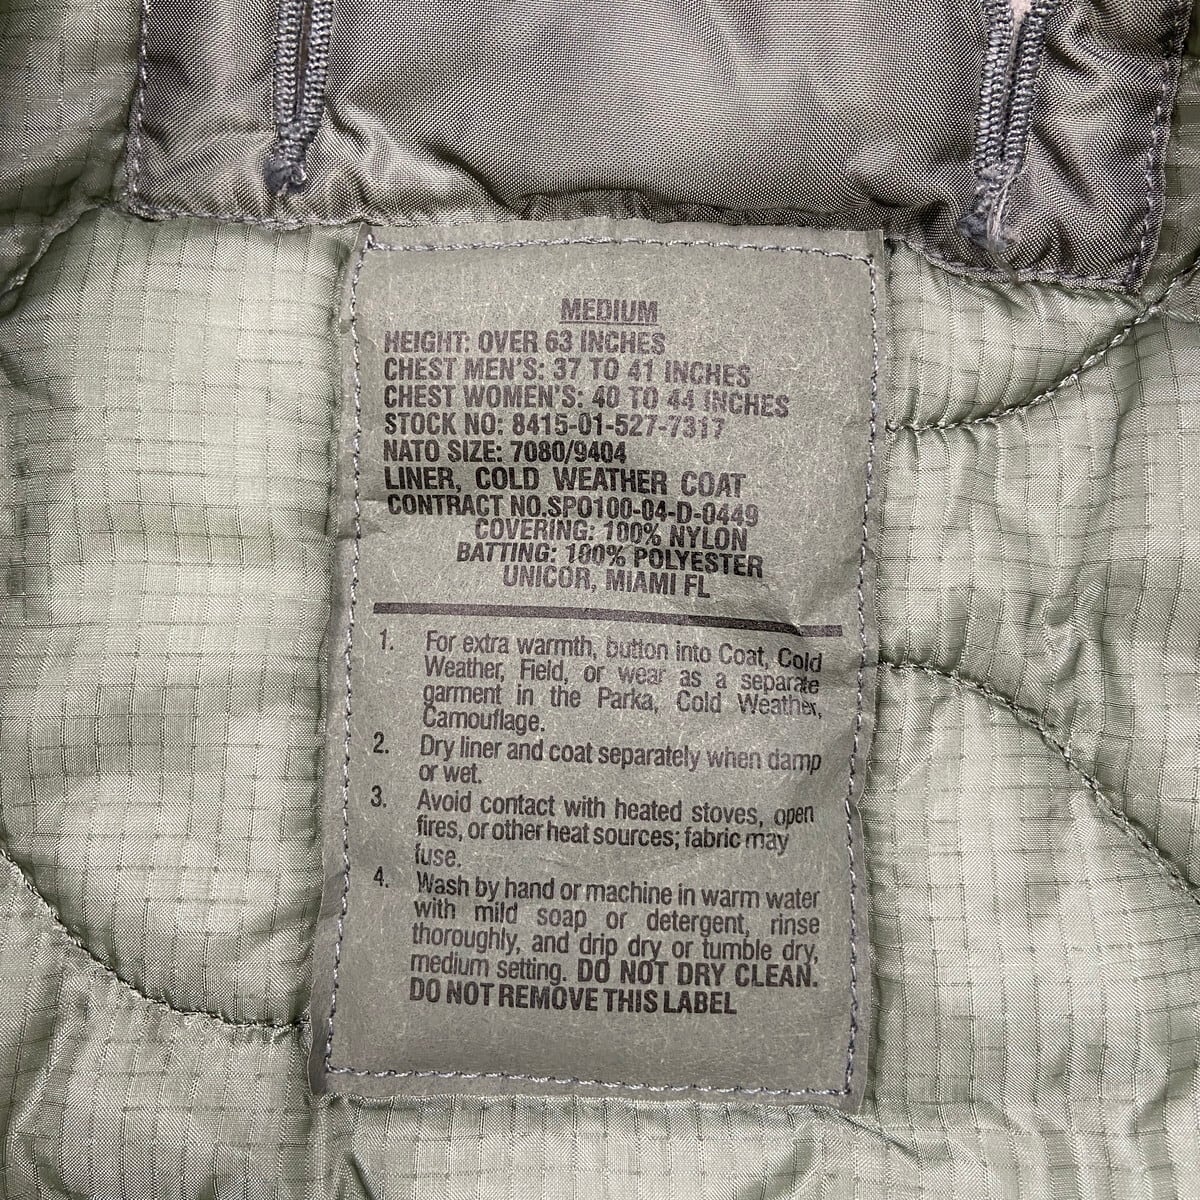 MEDIUM
HEIGHT: OVER 63 INCHES
CHEST MEN'S: 37 TO 41 INCHES
CHEST WOMEN'S: 40 TO 44 INCHES
STOCK NO: 8415-01-527-7317
NATO SIZE: 7080/9404
LINER, COLD WEATHER COAT
CONTRACT NO.SPO100-04-D-0449
COVERING: 100% NYLON
BATTING: 100% POLYESTER
UNICOR, MIAMI FL
1. For extra warmth, button into Coat, Cold
Weather, Field, or wear as a separate
garment in the Parka, Cold Weather,
Camouflage.
2. Dry liner and coat separately when damp
or wet.
3. Avoid contact with heated stoves, open
fires, or other heat sources; fabric may
fuse.
4. Wash by hand or machine in warm water
with mild soap or detergent, rinse
thoroughly, and drip dry or tumble dry,
medium setting. DO NOT DRY CLEAN.
DO NOT REMOVE THIS LABEL